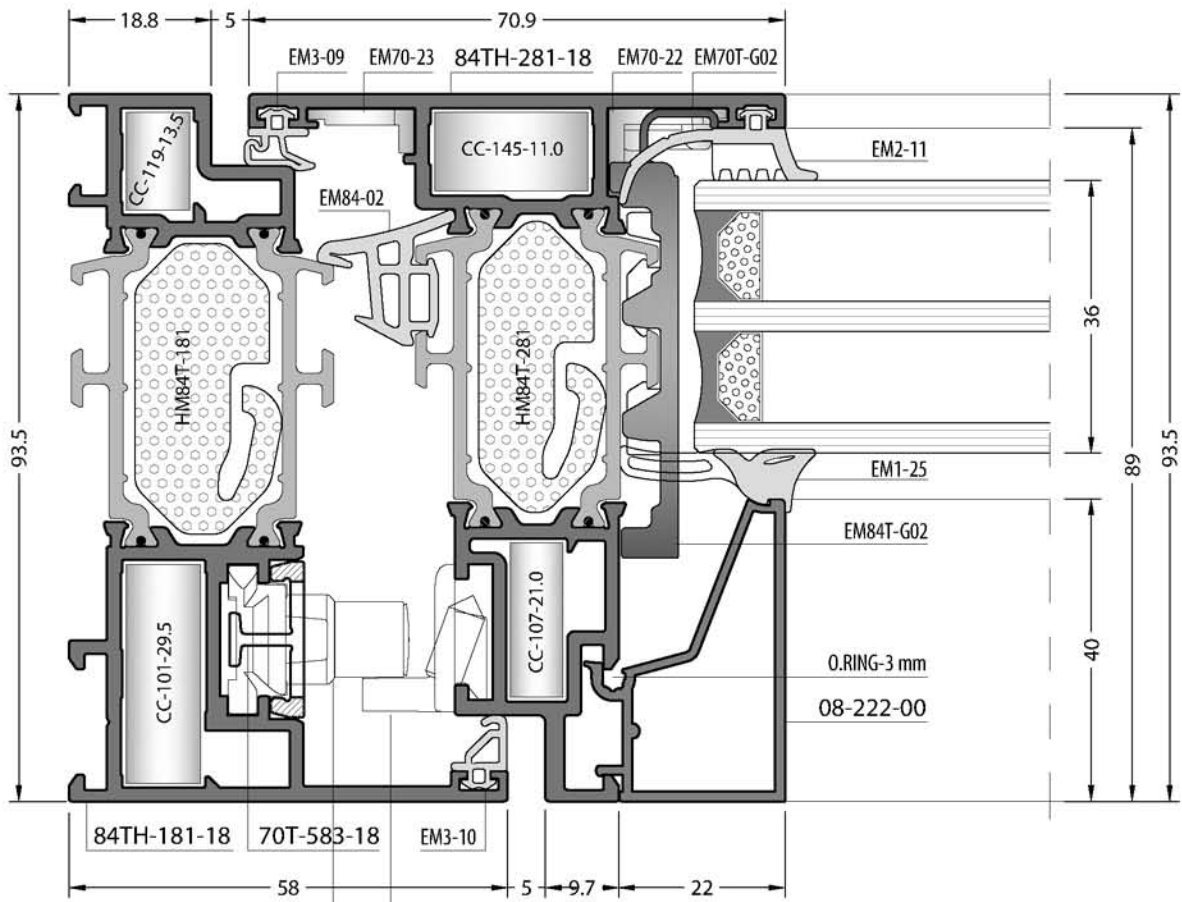 18.8 5 70.9
EM3-09 EM70-23 84TH-281-18 EM70-22 EM70T-G02
CC-119-13.5
CC-145-11.0
EM2-11
EM84-02
HM84T-181
HM84T-281
36
93.5
89
93.5
EM1-25
EM84T-G02
CC-101-29.5
CC-107-21.0
40
O.RING-3 mm
08-222-00
84TH-181-18 70T-583-18 EM3-10
58 5 9.7 22